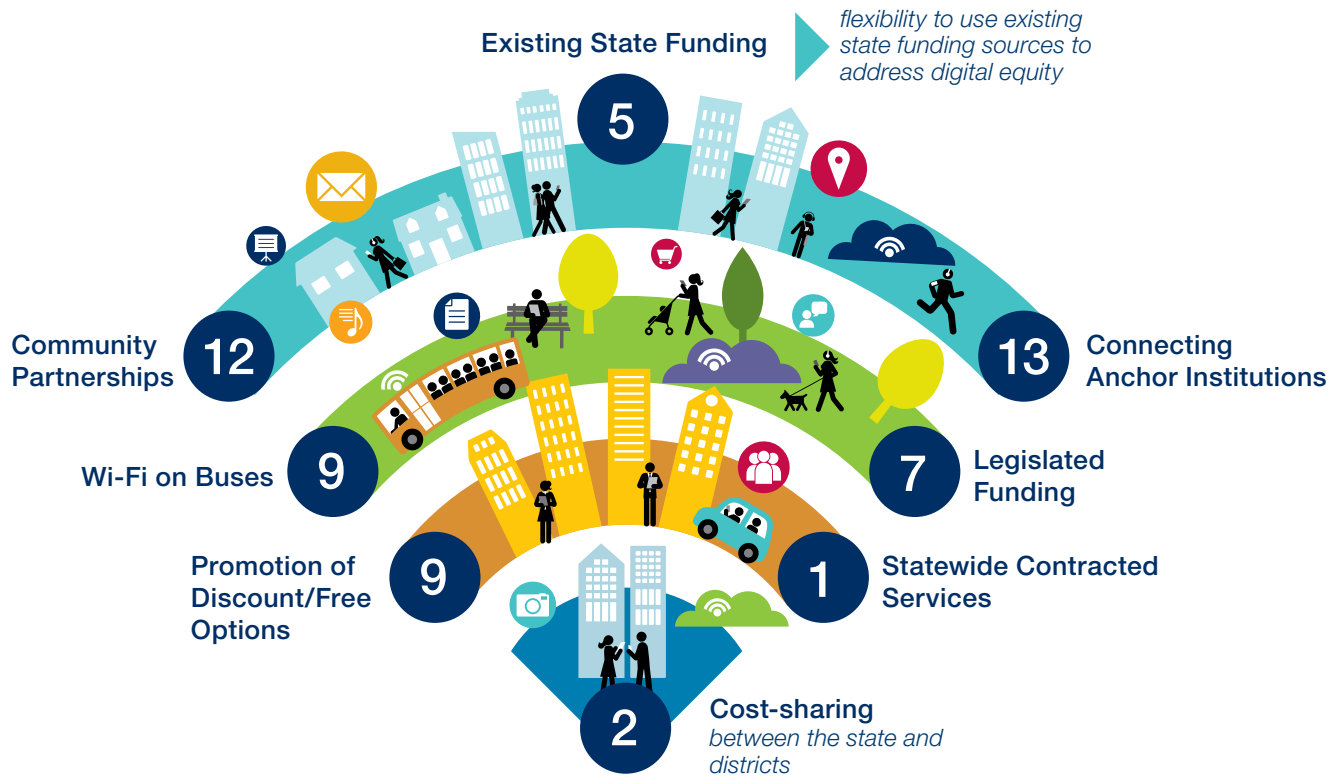 Existing State Funding
flexibility to use existing
state funding sources to
address digital equity
5
Community
Partnerships
12
13
Connecting
Anchor Institutions
Wi-Fi on Buses
9
7
Legislated
Funding
Promotion of
Discount/Free
Options
9
1
Statewide Contracted
Services
2
Cost-sharing
between the state and
districts